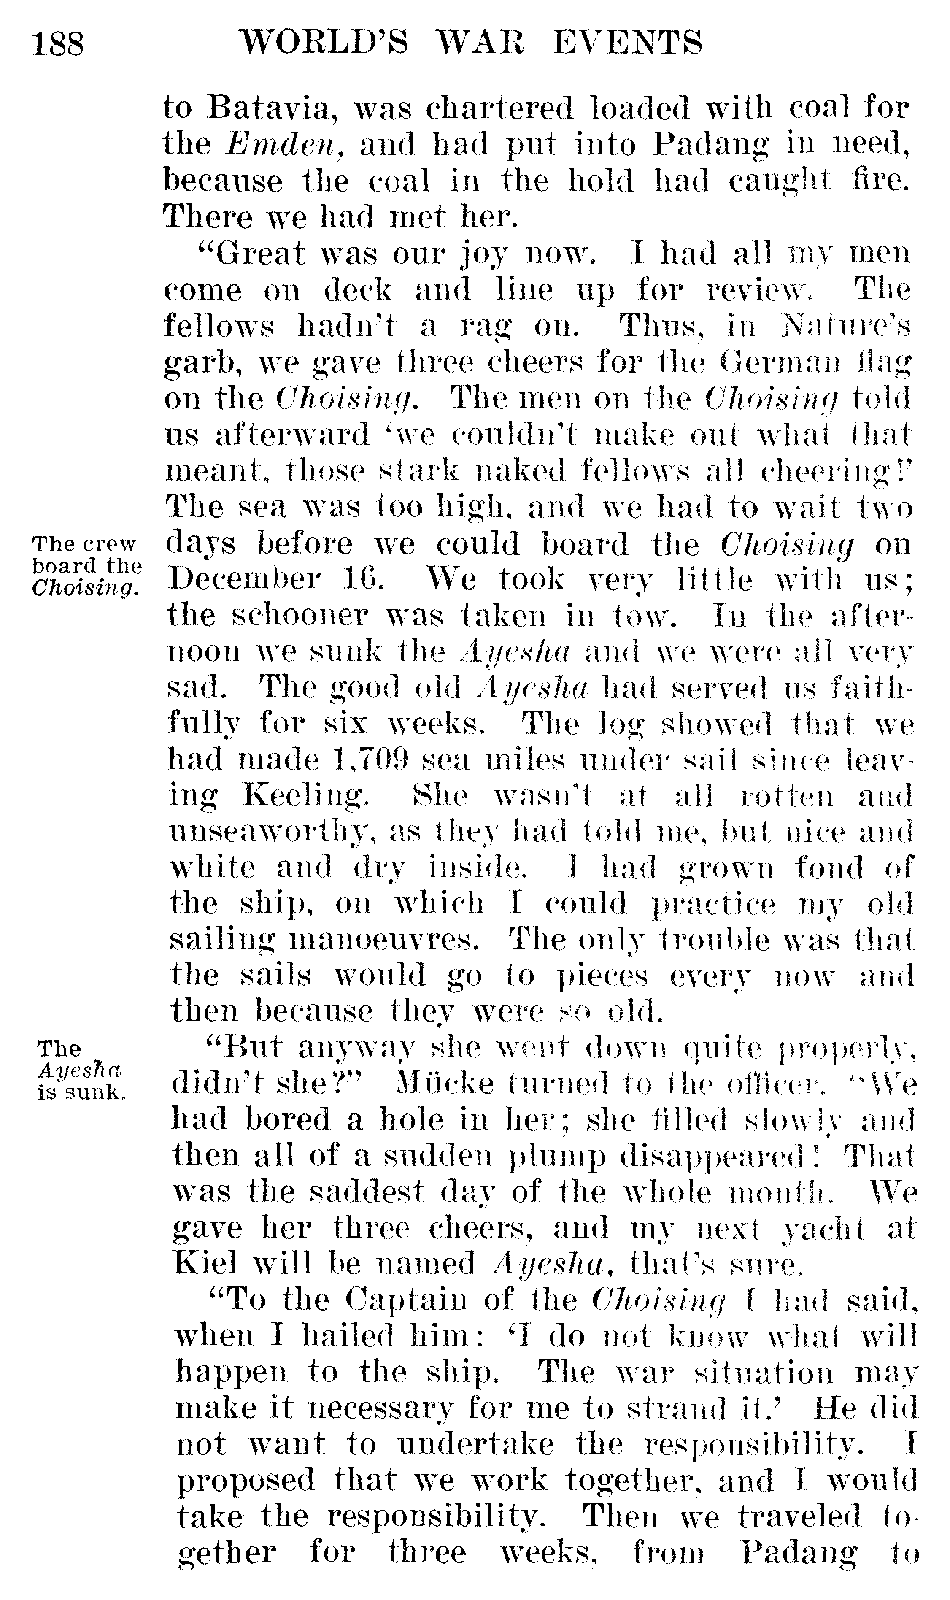 188 WORLD'S WAR EVENTS
to Batavia, was chartered loaded with coal for
the Emden, and had put into Padang in need,
because the coal in the hold had caught fire.
There we had met her.
"Great was our joy now. I had all my men
come on deck and line up for review. The
fellows hadn't a rag on. Thus, in Nature's
garb, we gave three cheers for the German flag
on the Choising. The men on the Choising told
us afterward 'we couldn't make out what that
meant, those stark naked fellows all cheering!'
The sea was too high, and we had to wait two
The crew
board the
Choising.
days before we could board the Choising on
December 16. We took very little with us;
the schooner was taken in tow. In the after-
noon we sunk the Ayesha and we were all very
sad. The good old Ayesha had served us faith-
fully for six weeks. The log showed that we
had made 1,709 sea miles under sail since leav-
ing Keeling. She wasn't at all rotten and
unseaworthy, as they had told me, but nice and
white and dry inside. I had grown fond of
the ship, on which I could practice my old
sailing manoeuvres. The only trouble was that
the sails would go to pieces every now and
then because they were so old.
The
Ayesha
is sunk.
"But anyway she went down quite properly,
didn't she?" Mücke turned to the officer. "We
had bored a hole in her; she filled slowly and
then all of a sudden plump disappeared! That
was the saddest day of the whole month. We
gave her three cheers, and my next yacht at
Kiel will be named Ayesha, that's sure.
"To the Captain of the Choising I had said,
when I hailed him: 'I do not know what will
happen to the ship. The war situation may
make it necessary for me to strand it.' He did
not want to undertake the responsibility. I
proposed that we work together, and I would
take the responsibility. Then we traveled to-
gether for three weeks, from Padang to